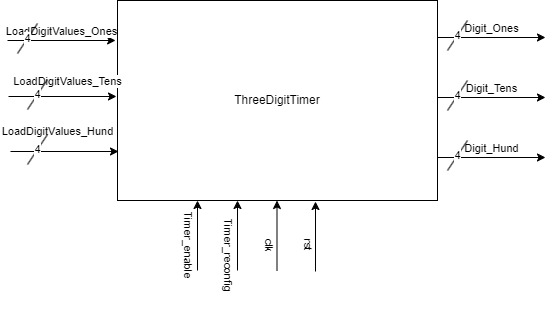 LoadDigitValues_Ones
4
LoadDigitValues_Tens
4
LoadDigitValues_Hund
4
ThreeDigitTimer
Digit_Ones
4
Digit_Tens
4
Digit_Hund
4
Timer_enable
Timer_reconfig
clk
rst